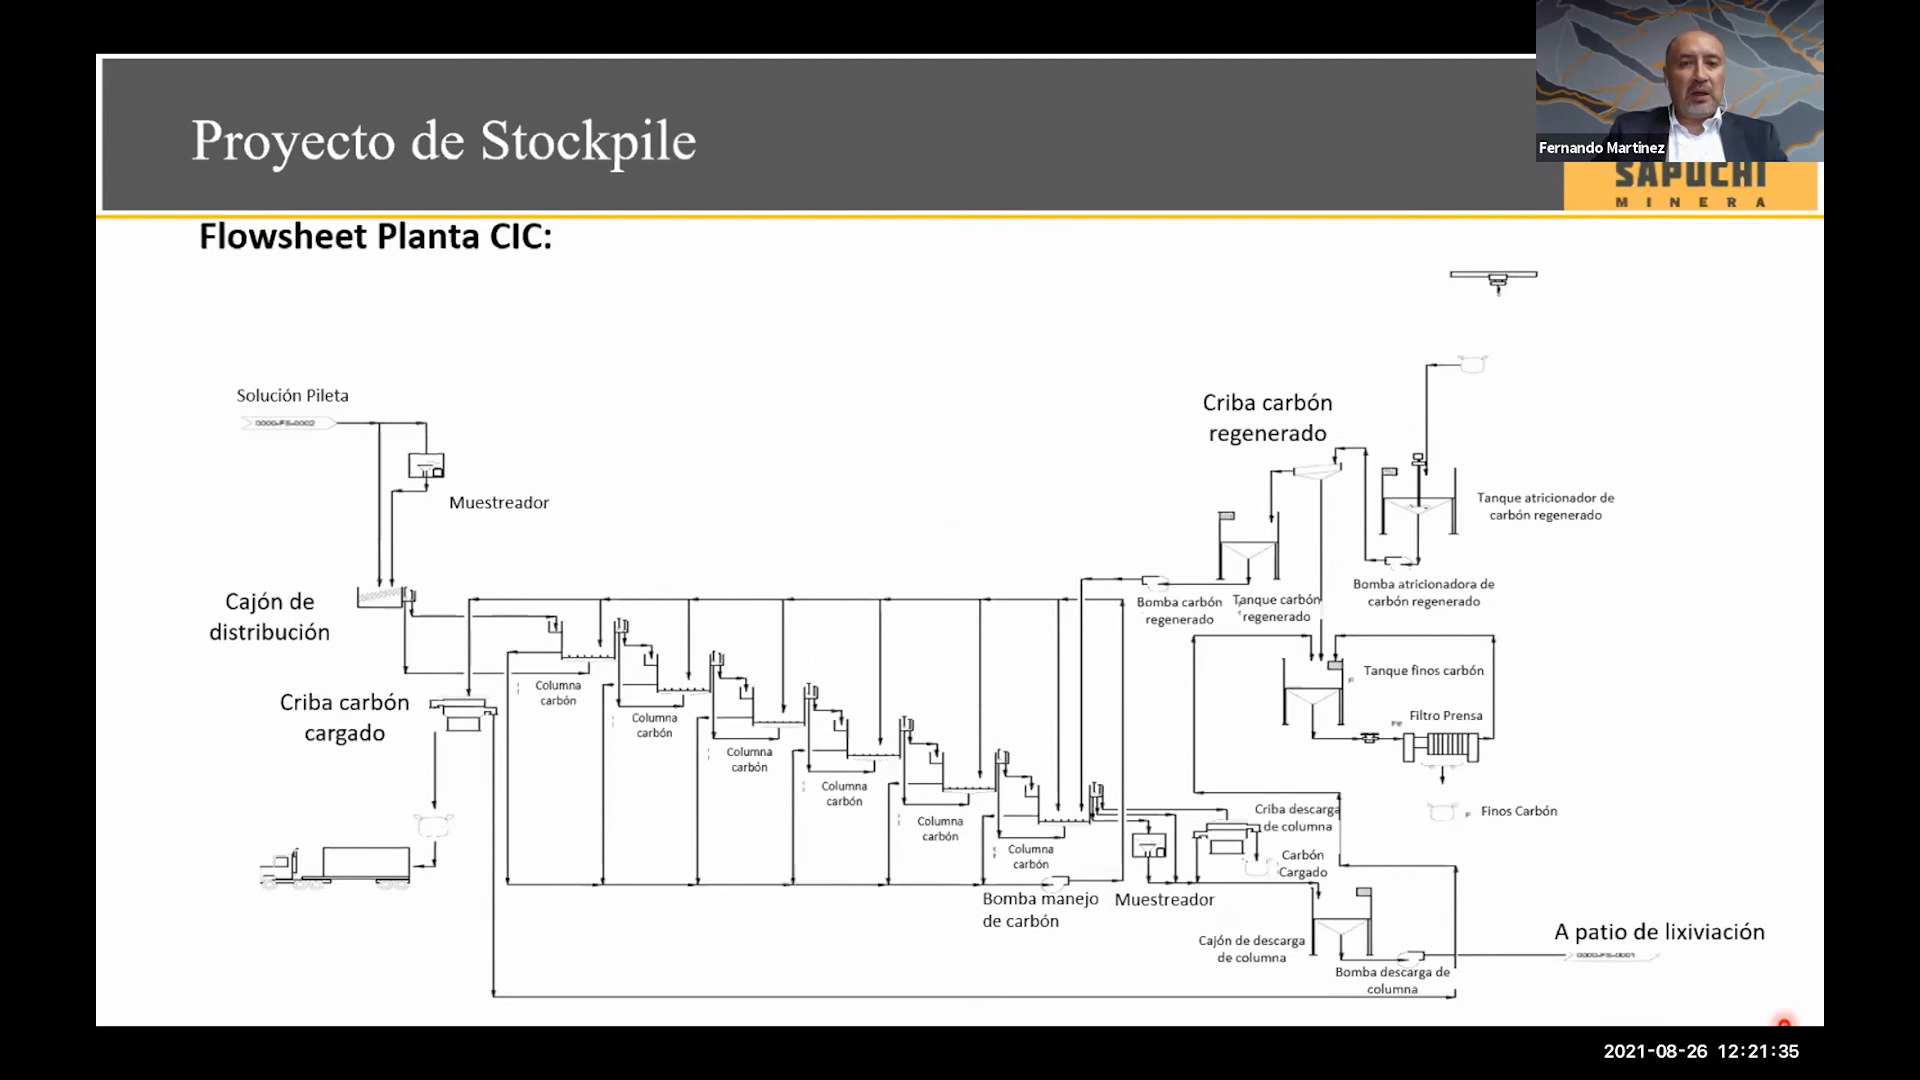 Proyecto de Stockpile
Fernando Martinez
SAPUCHI
MINERA
Flowsheet Planta CIC:
Solución Pileta
Muestreador
Cajón de
distribución
Criba carbón
cargado
Columna
carbón
Columna
carbón
Columna
carbón
Columna
carbón
Columna
carbón
Columna
carbón
Bomba manejo
de carbón
Muestreador
Criba carbón
regenerado
Tanque atricionador de
carbón regenerado
Bomba atricionadora de
carbón regenerado
Bomba carbón
regenerado
Tanque carbón
regenerado
Tanque finos carbón
Filtro Prensa
Finos Carbón
Criba descarga
de columna
Carbón
Cargado
Cajón de descarga
de columna
Bomba descarga de
columna
A patio de lixiviación
2021-08-26 12:21:35